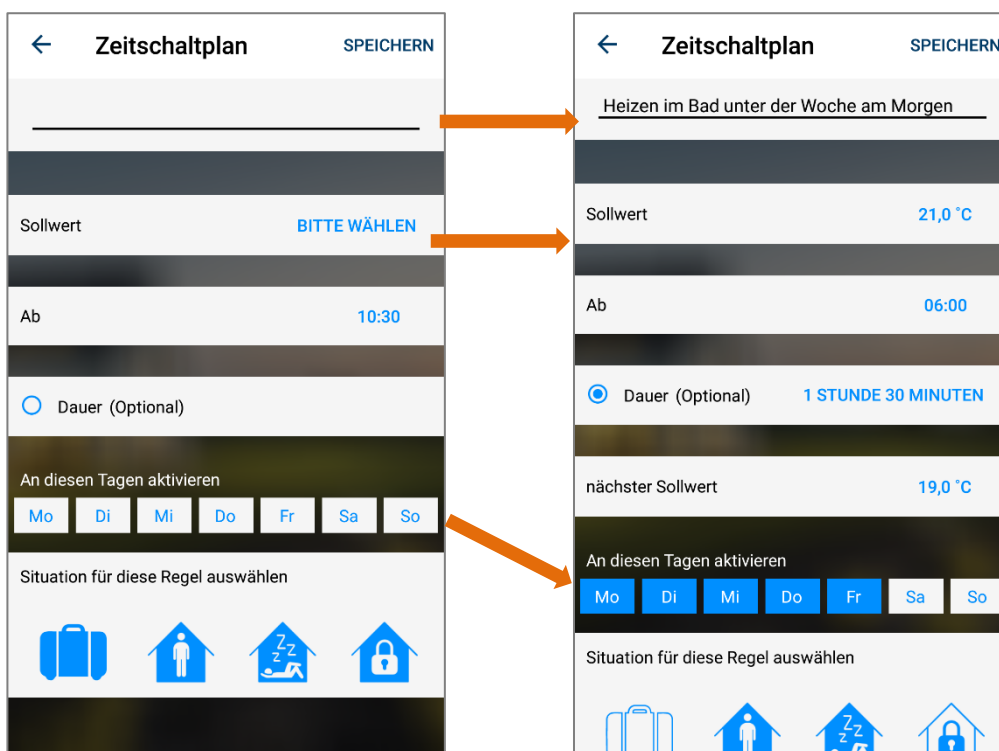 Zeitschaltplan SPEICHERN
Sollwert BITTE WÄHLEN
Ab 10:30
Dauer (Optional)
An diesen Tagen aktivieren
Mo Di Mi Do Fr Sa So
Situation für diese Regel auswählen
Z Z Z
Zeitschaltplan SPEICHERN
Heizen im Bad unter der Woche am Morgen
Sollwert 21,0 °C
Ab 06:00
Dauer (Optional) 1 STUNDE 30 MINUTEN
nächster Sollwert 19,0 °C
An diesen Tagen aktivieren
Mo Di Mi Do Fr Sa So
Situation für diese Regel auswählen
Z Z Z